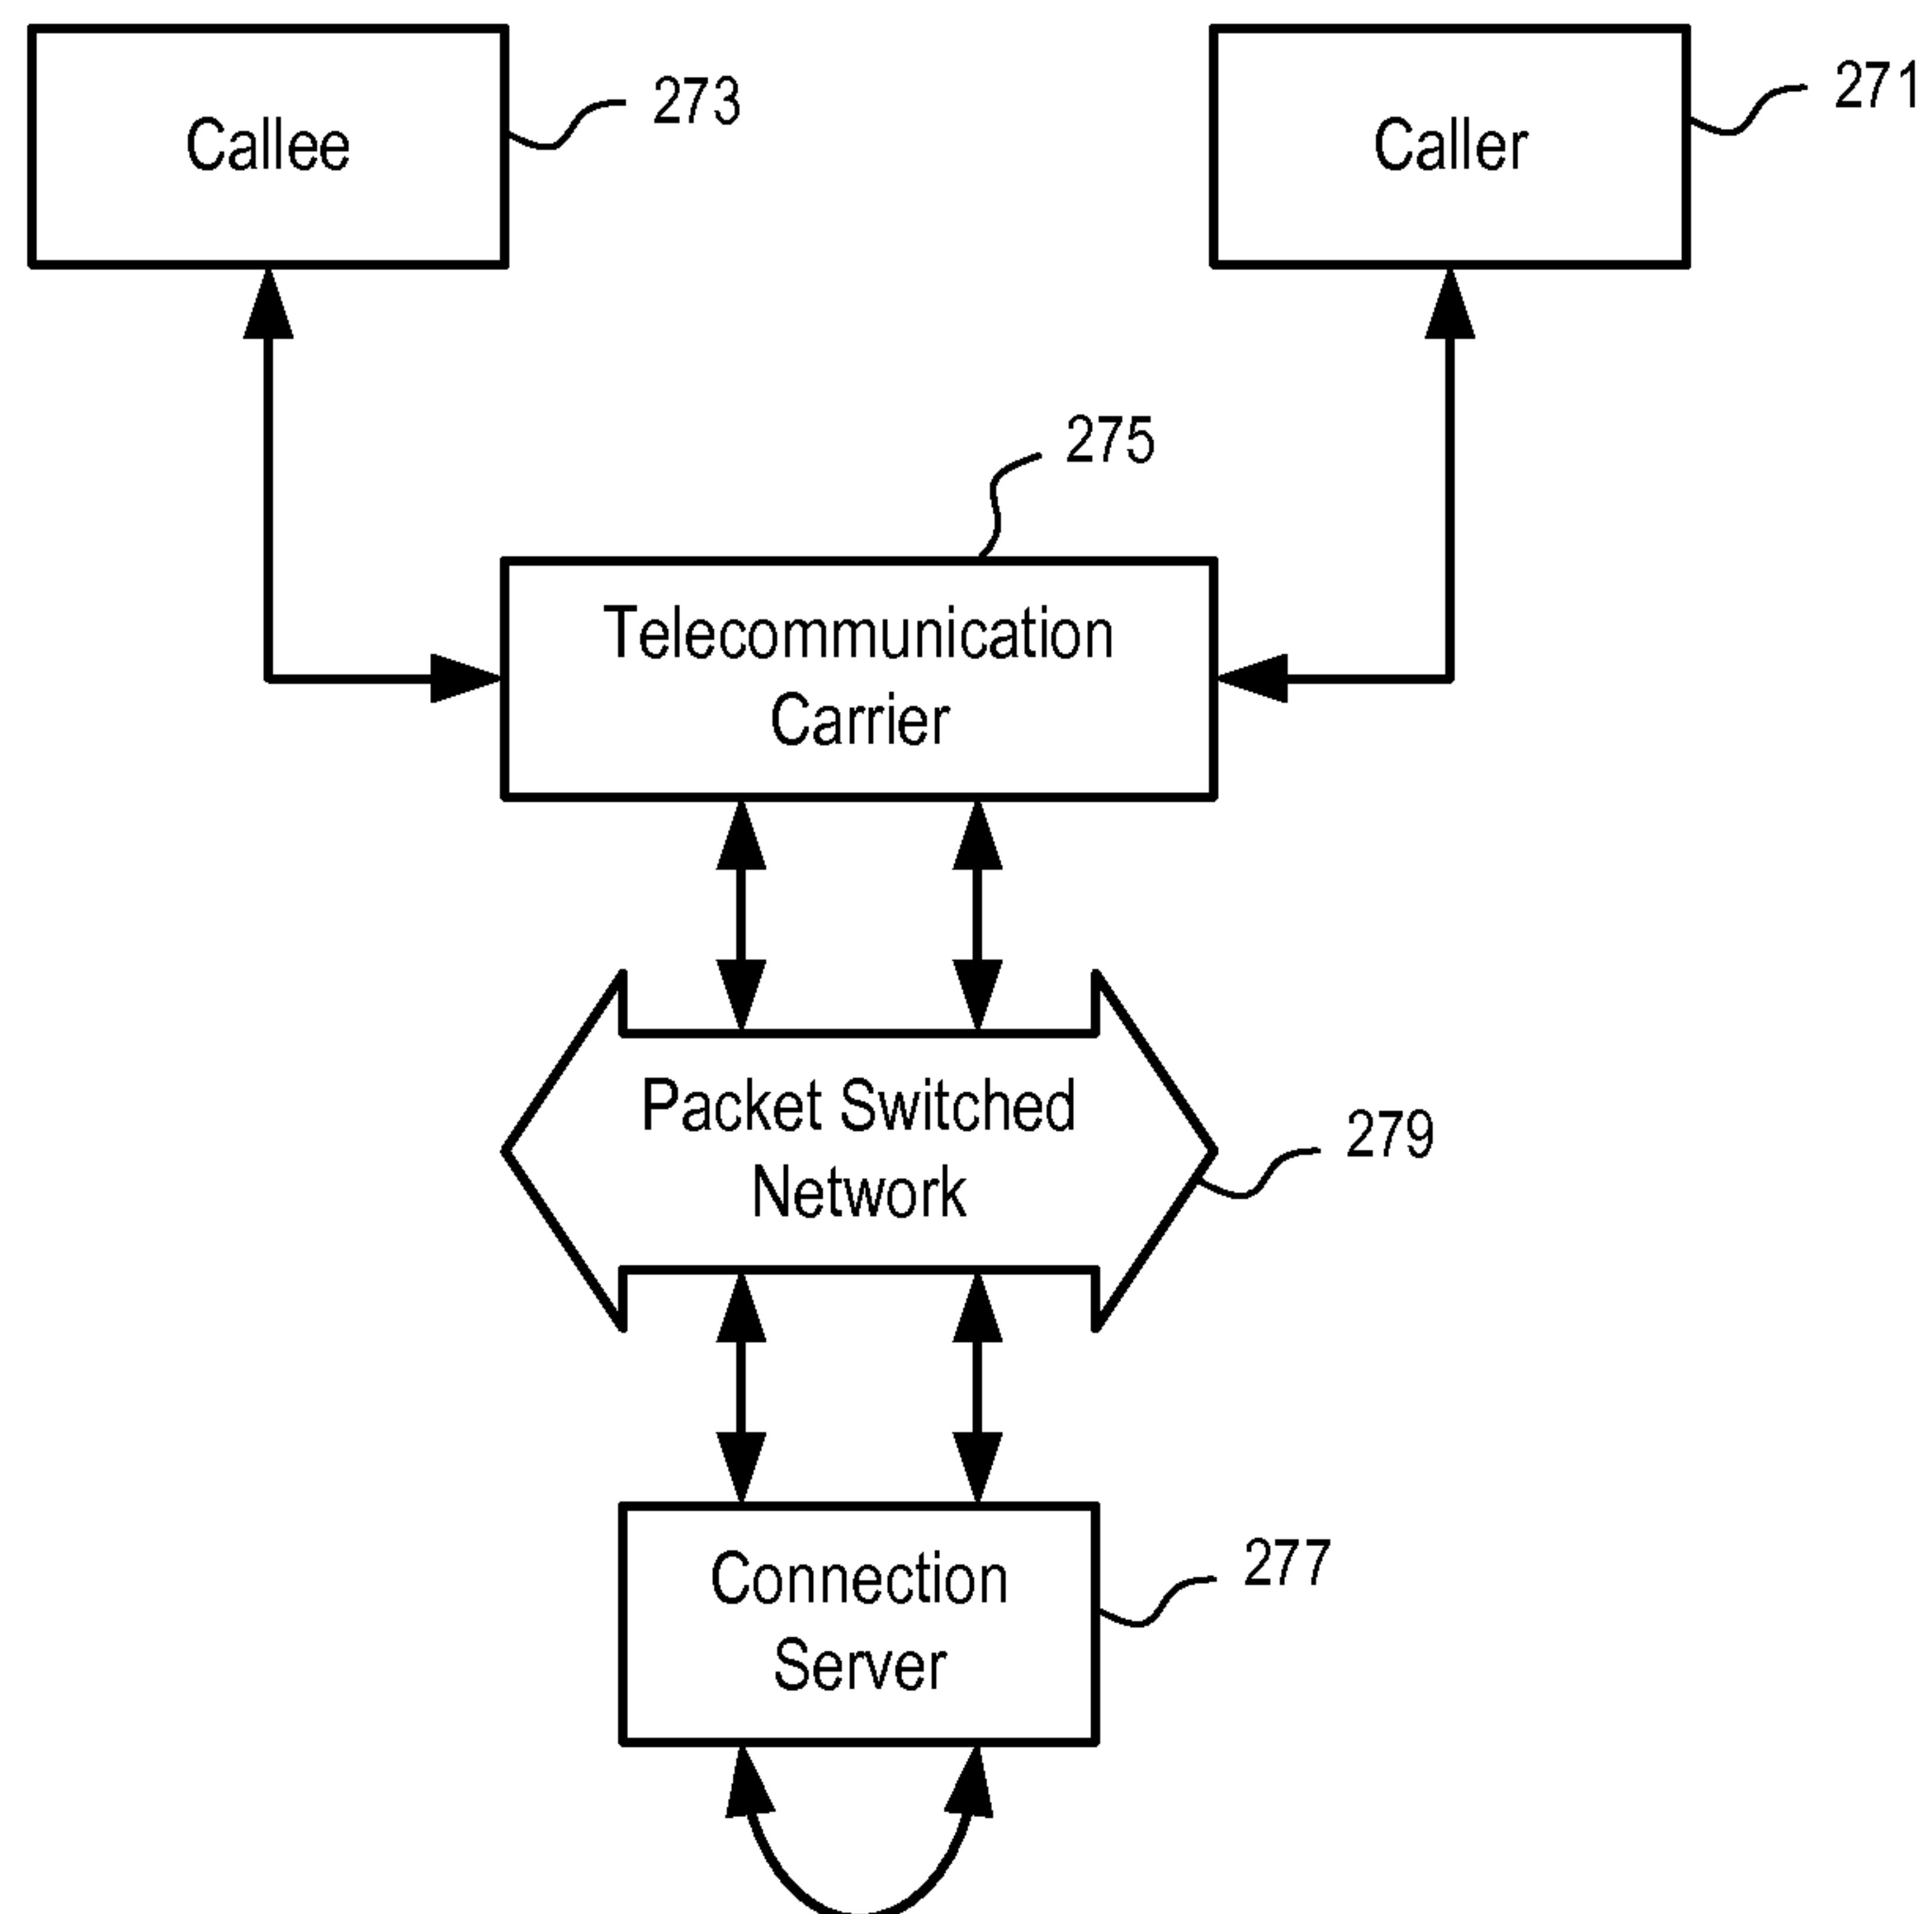 Callee
273
Caller
271
275
Telecommunication
Carrier
Packet Switched
Network
279
Connection
Server
277